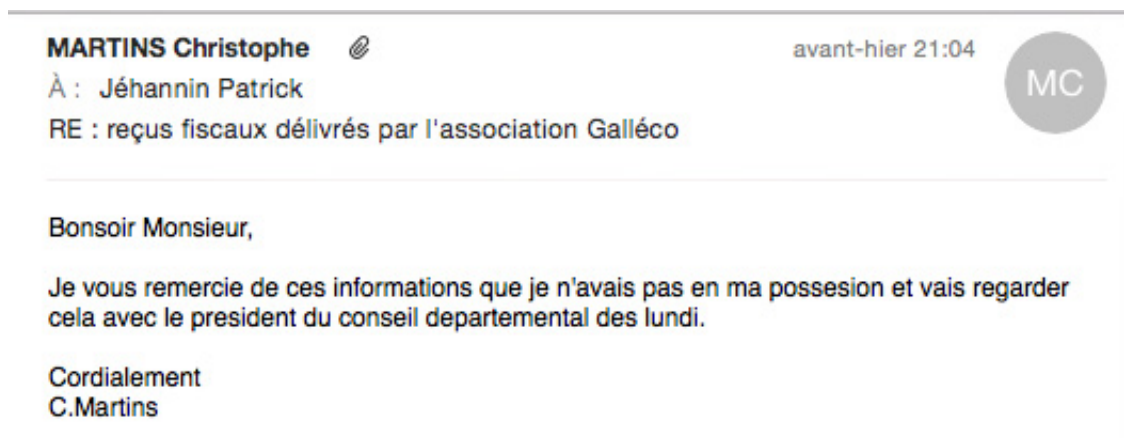 MARTINS Christophe
avant-hier 21:04
MC
À : Jéhannin Patrick
RE : reçus fiscaux délivrés par l'association Galléco
Bonsoir Monsieur,
Je vous remercie de ces informations que je n'avais pas en ma possesion et vais regarder
cela avec le president du conseil departemental des lundi.
Cordialement
C.Martins